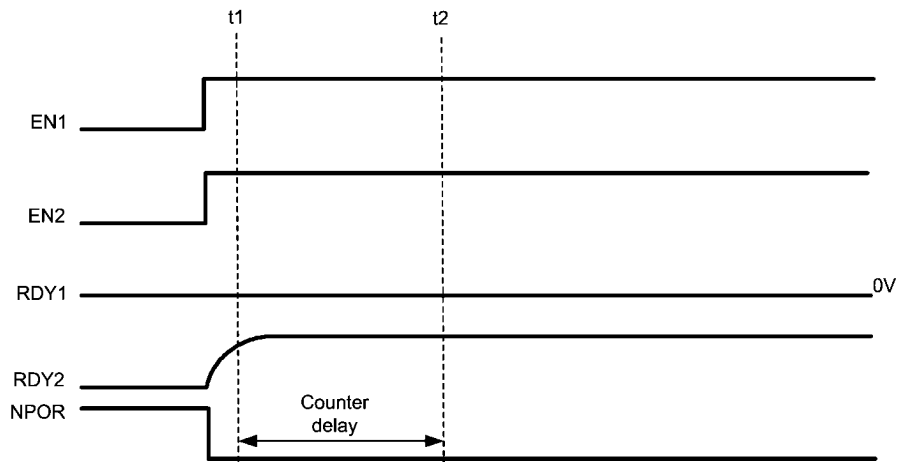 t1
t2
EN1
EN2
RDY1
0V
RDY2
NPOR
Counter
delay